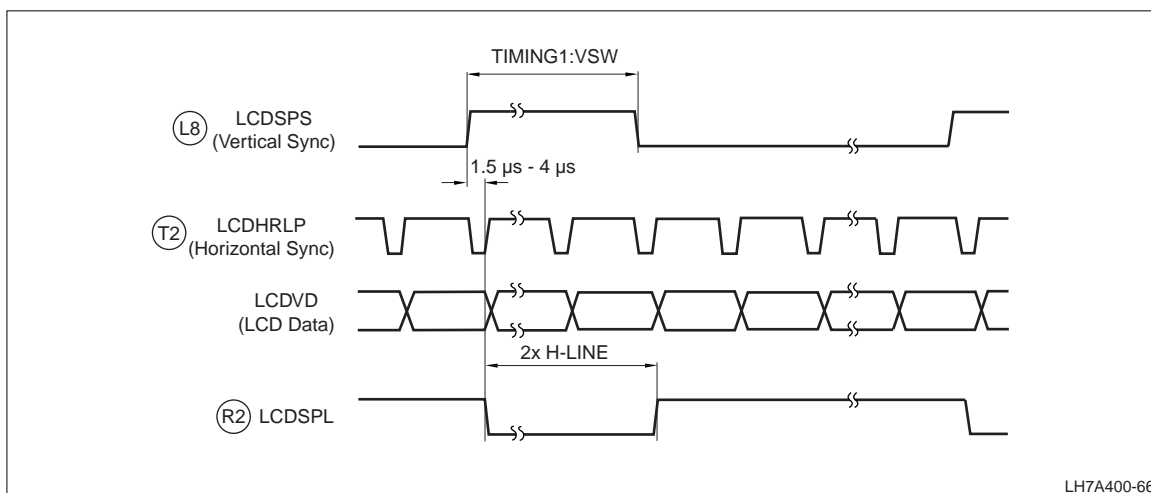 TIMING1:VSW
L8 LCDSPS
(Vertical Sync)
1.5 µs - 4 µs
T2 LCDHRLP
(Horizontal Sync)
LCDVD
(LCD Data)
2x H-LINE
R2 LCDSPL
LH7A400-66